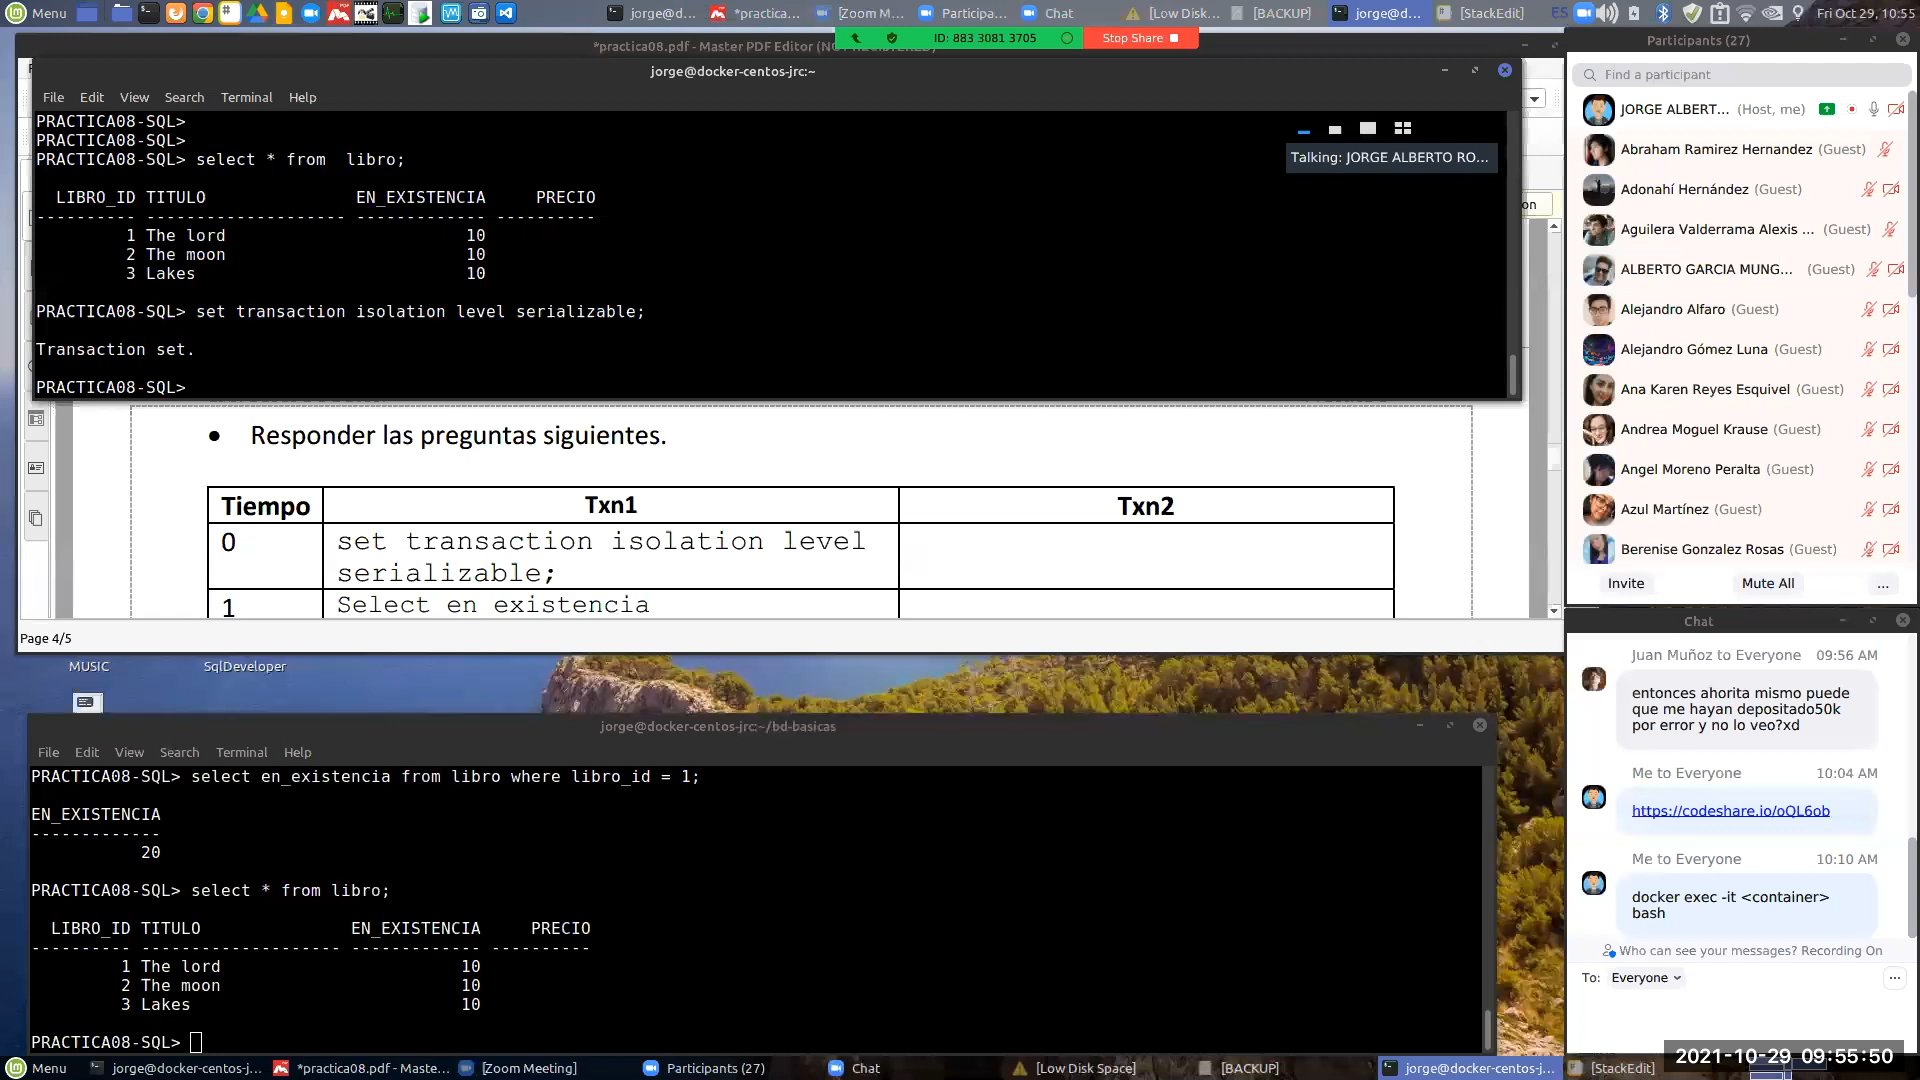 Menu
jorge@d...
*practica...
[Zoom M...
Participa...
Chat
[Low Disk...
[BACKUP]
jorge@d...
[StackEdit]
ES
Fri Oct 29, 10:55
ID: 883 3081 3705
Stop Share
jorge@docker-centos-jrc:~
File Edit View Search Terminal Help
PRACTICA08-SQL>
PRACTICA08-SQL>
PRACTICA08-SQL> select * from  libro;
LIBRO_ID TITULO EN_EXISTENCIA PRECIO
---------- -------------------- ------------- ----------
1 The lord 10
2 The moon 10
3 Lakes 10
PRACTICA08-SQL> set transaction isolation level serializable;
Transaction set.
PRACTICA08-SQL>
Talking: JORGE ALBERTO RO...
on
• Responder las preguntas siguientes.
Tiempo Txn1 Txn2
0 set transaction isolation level
serializable;
1 Select en existencia
Page 4/5
MUSIC
SqlDeveloper
jorge@docker-centos-jrc:~/bd-basicas
File Edit View Search Terminal Help
PRACTICA08-SQL> select en_existencia from libro where libro_id = 1;
EN_EXISTENCIA
-------------
20
PRACTICA08-SQL> select * from libro;
LIBRO_ID TITULO EN_EXISTENCIA PRECIO
---------- -------------------- ------------- ----------
1 The lord 10
2 The moon 10
3 Lakes 10
PRACTICA08-SQL>
Participants (27)
Find a participant
JORGE ALBERT... (Host, me)
Abraham Ramirez Hernandez (Guest)
Adonahí Hernández (Guest)
Aguilera Valderrama Alexis ... (Guest)
ALBERTO GARCIA MUNG... (Guest)
Alejandro Alfaro (Guest)
Alejandro Gómez Luna (Guest)
Ana Karen Reyes Esquivel (Guest)
Andrea Moguel Krause (Guest)
Angel Moreno Peralta (Guest)
Azul Martínez (Guest)
Berenise Gonzalez Rosas (Guest)
Invite
Mute All
...
Chat
Juan Muñoz to Everyone 09:56 AM
entonces ahorita mismo puede
que me hayan depositado50k
por error y no lo veo?xd
Me to Everyone 10:04 AM
https://codeshare.io/oQL6ob
Me to Everyone 10:10 AM
docker exec -it <container>
bash
Who can see your messages? Recording On
To: Everyone
2021-10-29 09:55:50
Menu
jorge@docker-centos-j...
*practica08.pdf - Maste...
[Zoom Meeting]
Participants (27)
Chat
[Low Disk Space]
[BACKUP]
jorge@docker-centos-j...
[StackEdit]